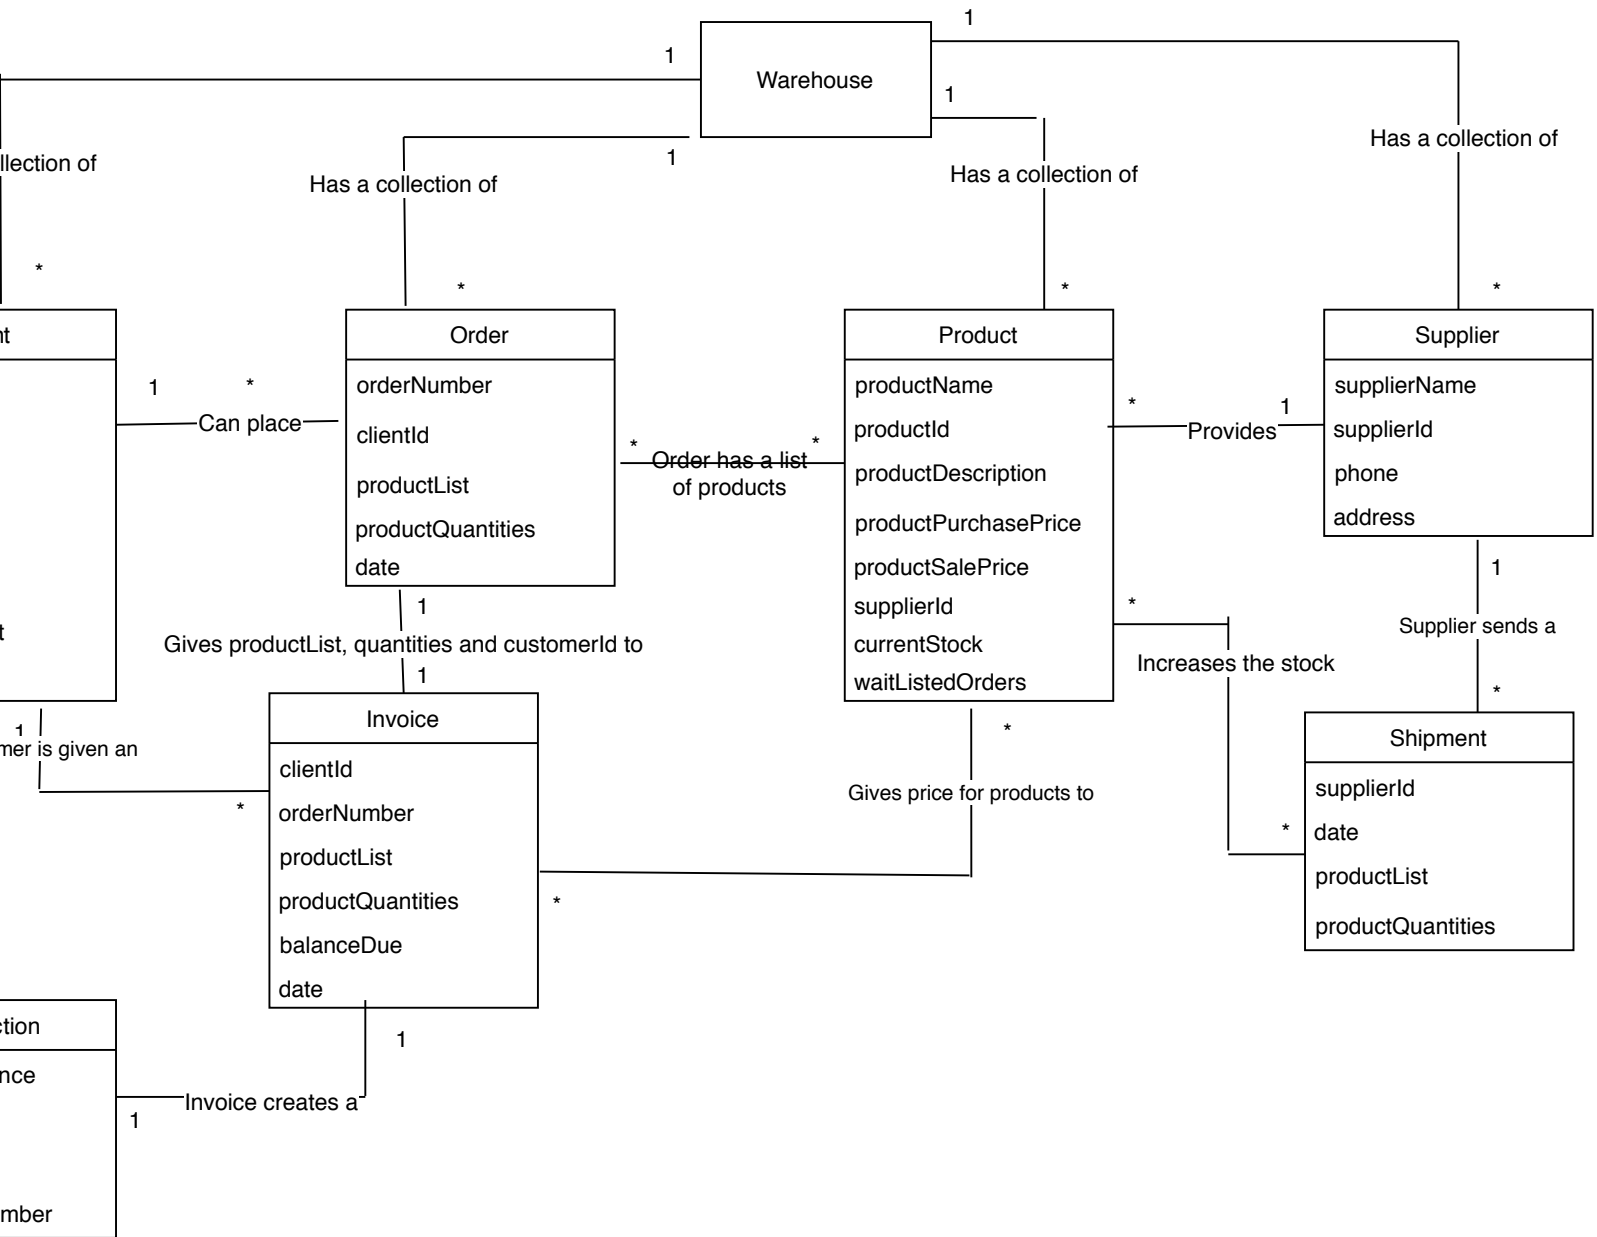 1
1
Warehouse
1
1
Has a collection of
llection of
Has a collection of
Has a collection of
*
*
*
*
nt
Order
Product
Supplier
orderNumber
clientId
productList
productQuantities
date
productName
productId
productDescription
productPurchasePrice
productSalePrice
supplierId
currentStock
waitListedOrders
supplierName
supplierId
phone
address
1
*
Can place
*
*
Order has a list
of products
*
1
Provides
t
1
Gives productList, quantities and customerId to
1
*
Increases the stock
1
Supplier sends a
*
1
mer is given an
*
Invoice
clientId
orderNumber
productList
productQuantities
balanceDue
date
*
Gives price for products to
*
*
Shipment
supplierId
date
productList
productQuantities
1
Invoice creates a
1
ction
nce
mber